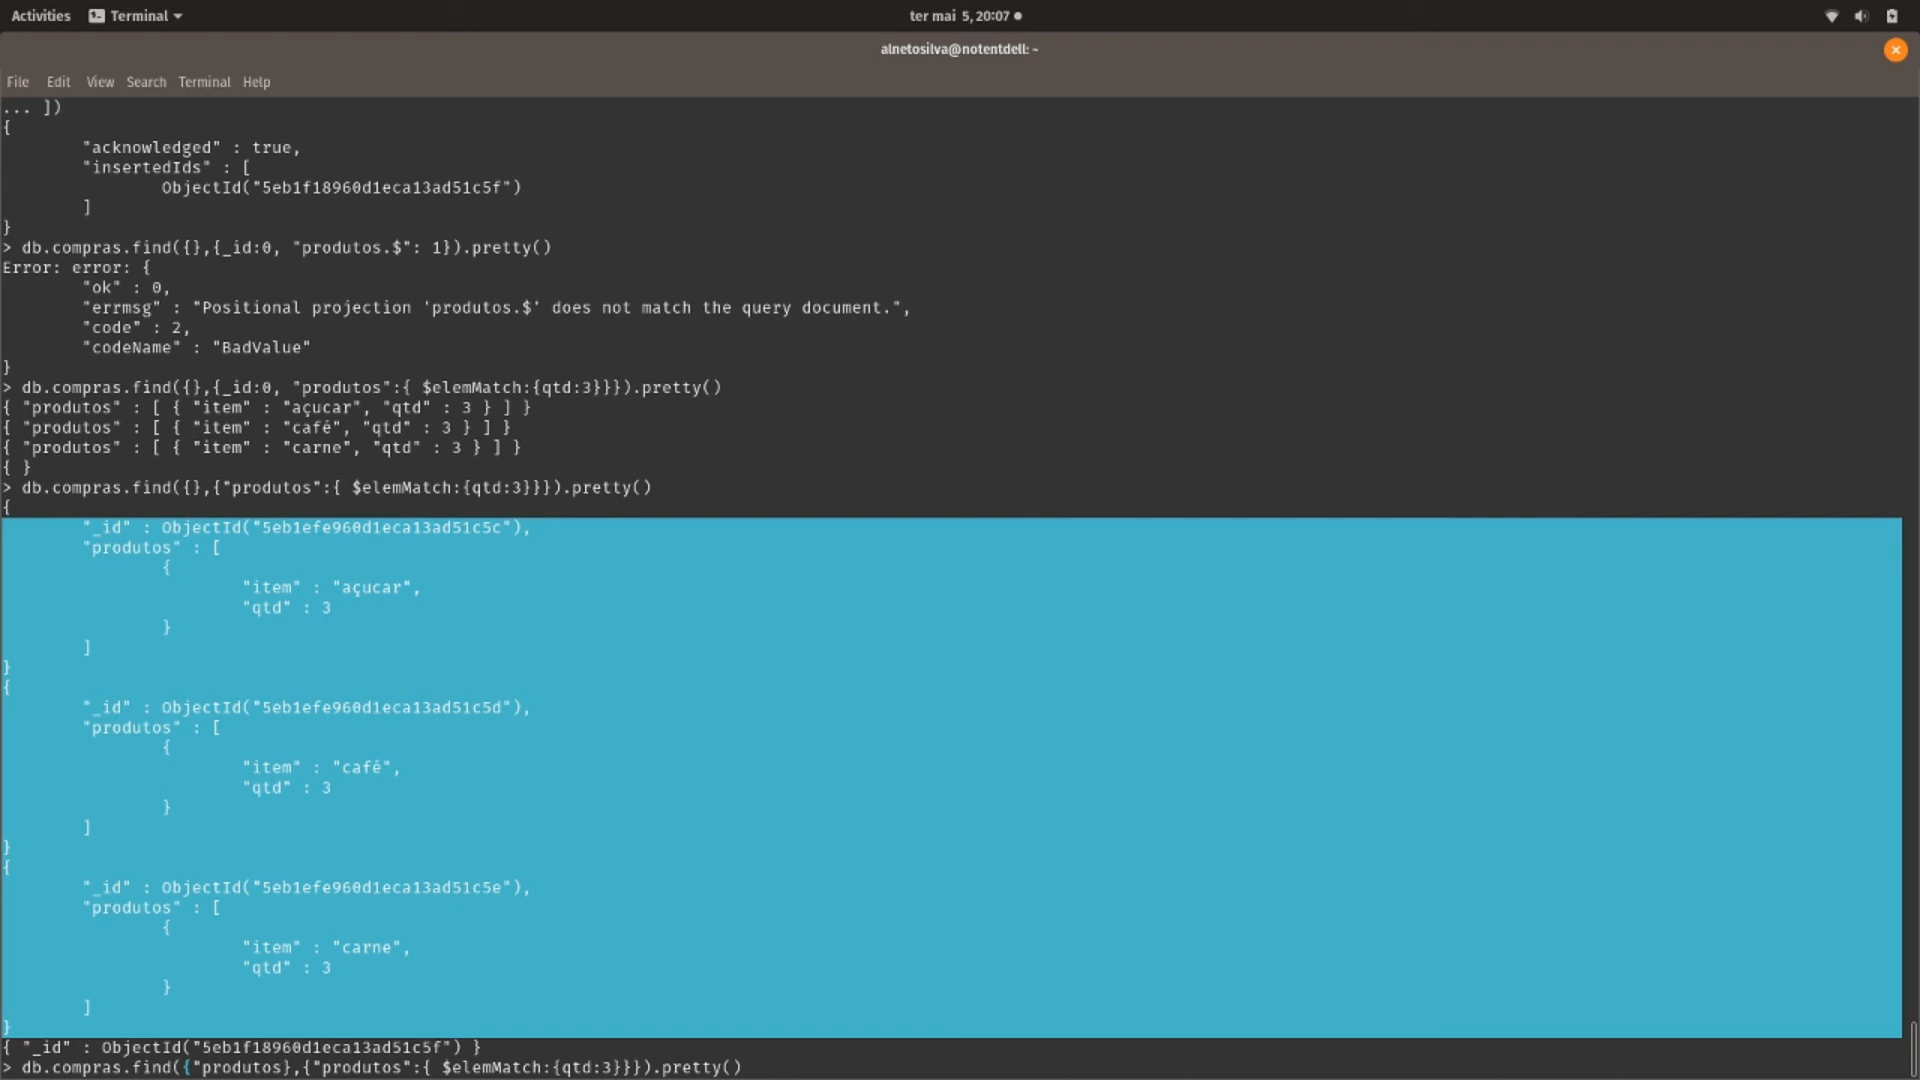 Activities Terminal ter mai 5, 20:07
alnetosilva@notentdell: ~
File Edit View Search Terminal Help
... ])
{
"acknowledged" : true,
"insertedIds" : [
ObjectId("5eb1f18960d1eca13ad51c5f")
]
}
> db.compras.find({},{_id:0, "produtos.$": 1}).pretty()
Error: error: {
"ok" : 0,
"errmsg" : "Positional projection 'produtos.$' does not match the query document.",
"code" : 2,
"codeName" : "BadValue"
}
> db.compras.find({},{_id:0, "produtos":{ $elemMatch:{qtd:3}}}).pretty()
{ "produtos" : [ { "item" : "açucar", "qtd" : 3 } ] }
{ "produtos" : [ { "item" : "café", "qtd" : 3 } ] }
{ "produtos" : [ { "item" : "carne", "qtd" : 3 } ] }
{ }
> db.compras.find({},{"produtos":{ $elemMatch:{qtd:3}}}).pretty()
{
"_id" : ObjectId("5eb1efe960d1eca13ad51c5c"),
"produtos" : [
{
"item" : "açucar",
"qtd" : 3
}
]
}
{
"_id" : ObjectId("5eb1efe960d1eca13ad51c5d"),
"produtos" : [
{
"item" : "café",
"qtd" : 3
}
]
}
{
"_id" : ObjectId("5eb1efe960d1eca13ad51c5e"),
"produtos" : [
{
"item" : "carne",
"qtd" : 3
}
]
}
{ "_id" : ObjectId("5eb1f18960d1eca13ad51c5f") }
> db.compras.find({"produtos},{"produtos":{ $elemMatch:{qtd:3}}}).pretty()